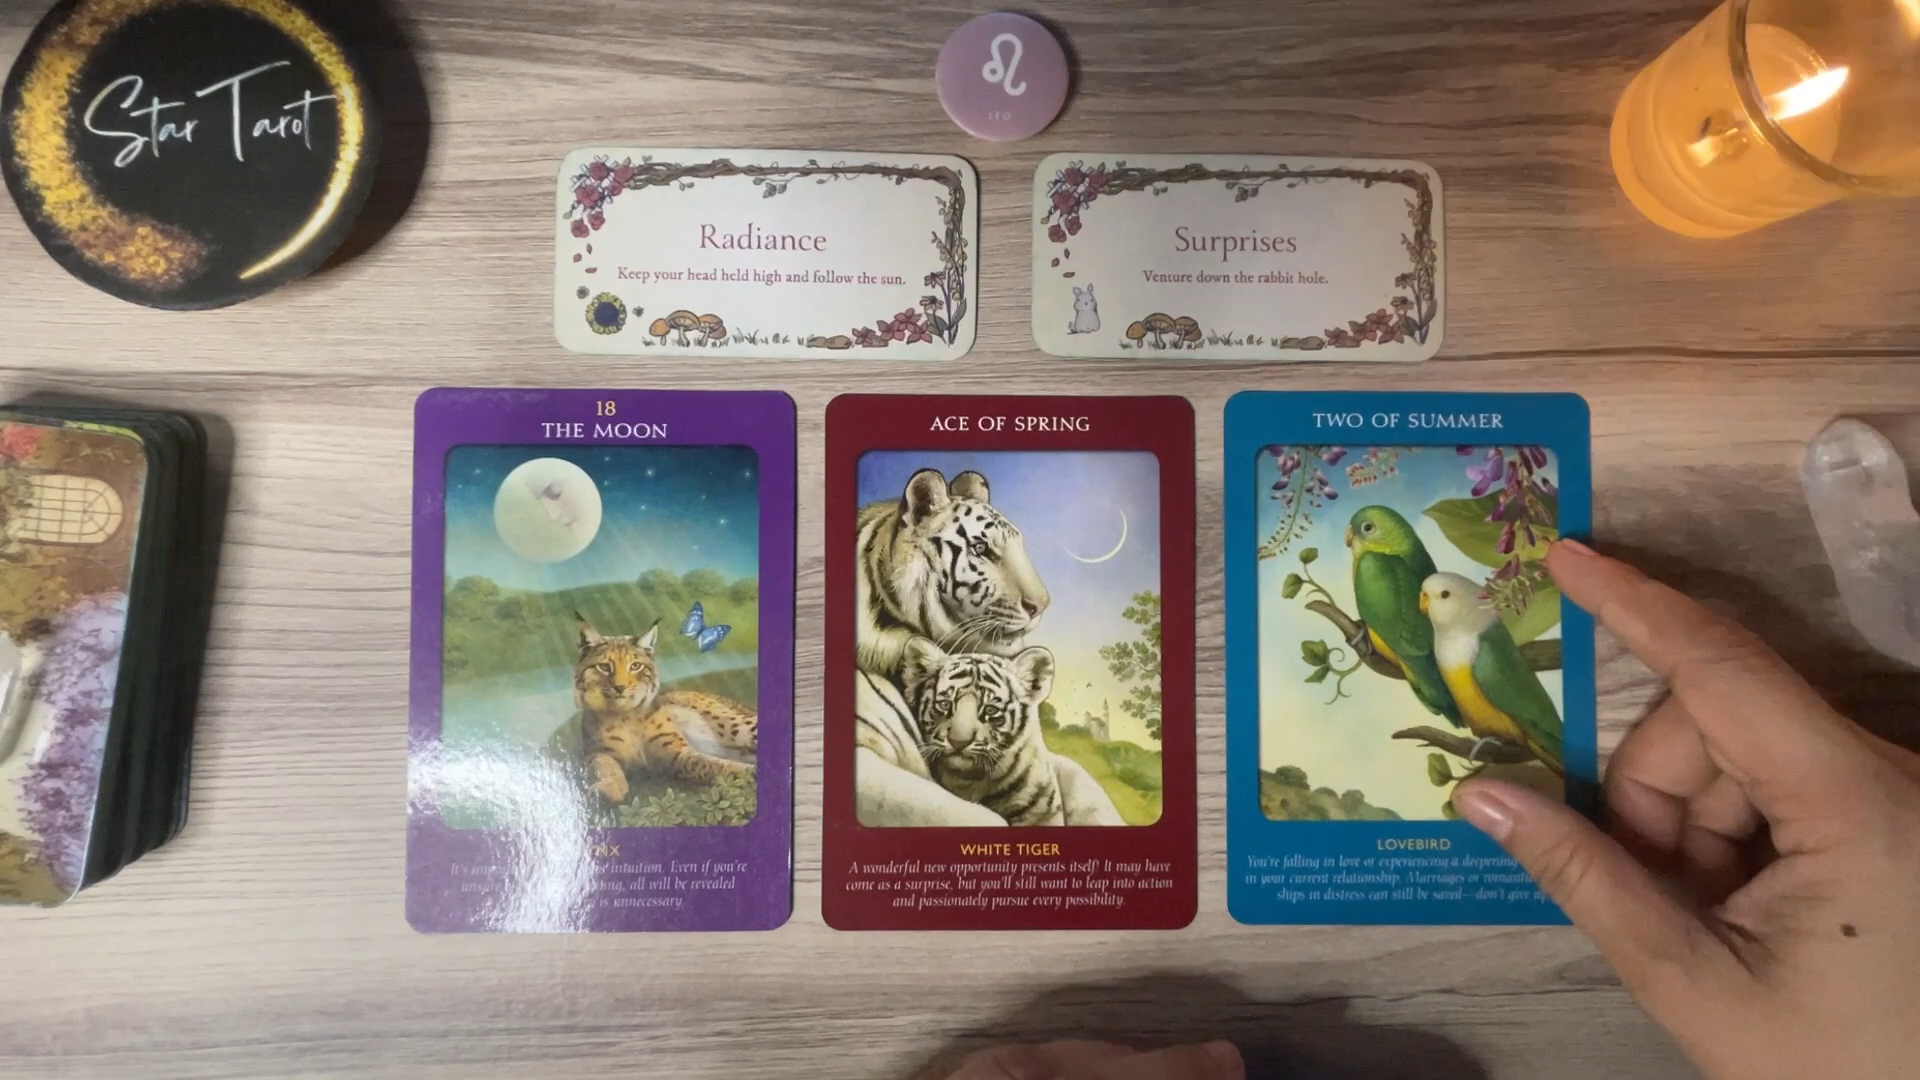 Star Tarot
LEO
Radiance
Keep your head held high and follow the sun.
Surprises
Venture down the rabbit hole.
18
THE MOON
It's intuition. Even if you're
all will be revealed
is unnecessary.
ACE OF SPRING
WHITE TIGER
A wonderful new opportunity presents itself! It may have
come as a surprise, but you'll still want to leap into action
and passionately pursue every possibility.
TWO OF SUMMER
LOVEBIRD
You're falling in love or experiencing a deepening
in your current relationship. Marriages or
ships in distress can still be saved—don't give